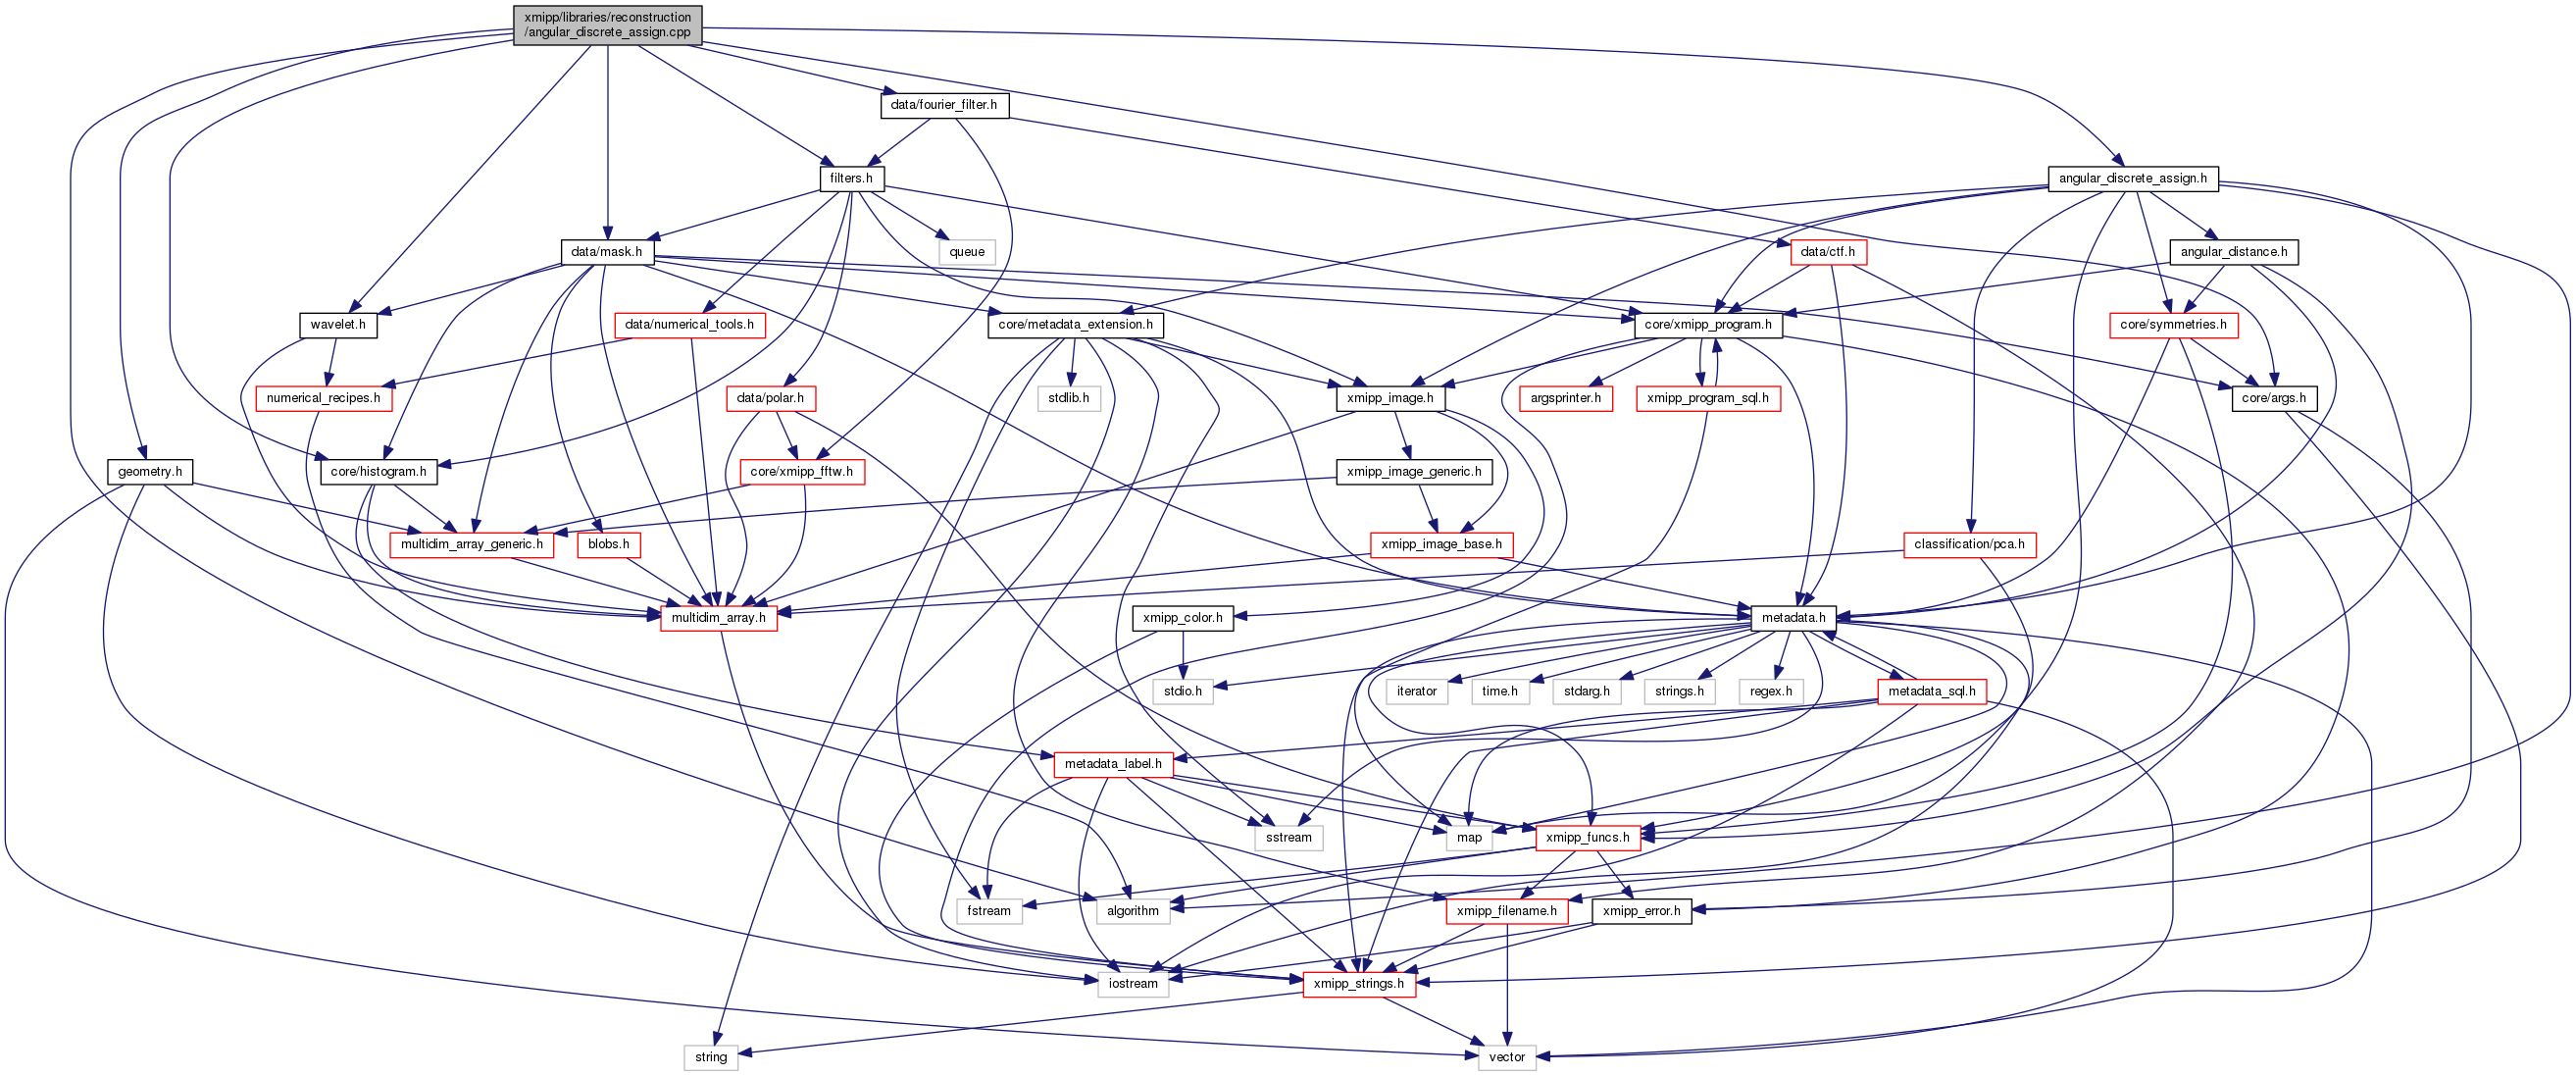 xmipp/libraries/reconstruction
/angular_discrete_assign.cpp
data/fourier_filter.h
filters.h
angular_discrete_assign.h
data/mask.h
queue
data/ctf.h
angular_distance.h
wavelet.h
data/numerical_tools.h
core/metadata_extension.h
core/xmipp_program.h
core/symmetries.h
numerical_recipes.h
data/polar.h
stdlib.h
xmipp_image.h
argsprinter.h
xmipp_program_sql.h
core/args.h
geometry.h
core/histogram.h
core/xmipp_fftw.h
xmipp_image_generic.h
multidim_array_generic.h
blobs.h
xmipp_image_base.h
classification/pca.h
multidim_array.h
xmipp_color.h
metadata.h
stdio.h
iterator
time.h
stdarg.h
strings.h
regex.h
metadata_sql.h
metadata_label.h
sstream
map
xmipp_funcs.h
fstream
algorithm
xmipp_filename.h
xmipp_error.h
iostream
xmipp_strings.h
string
vector